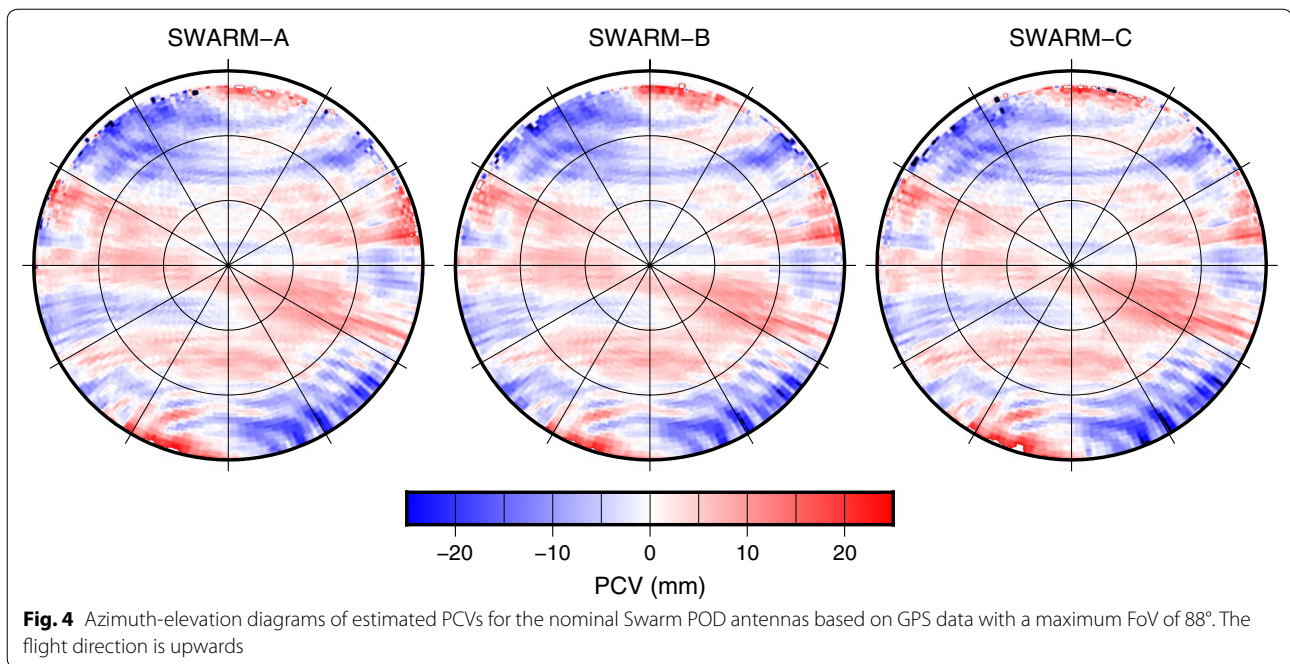 SWARM–A SWARM–B SWARM–C
−20 −10 0 10 20
PCV (mm)
Fig. 4 Azimuth-elevation diagrams of estimated PCVs for the nominal Swarm POD antennas based on GPS data with a maximum FoV of 88°. The
flight direction is upwards